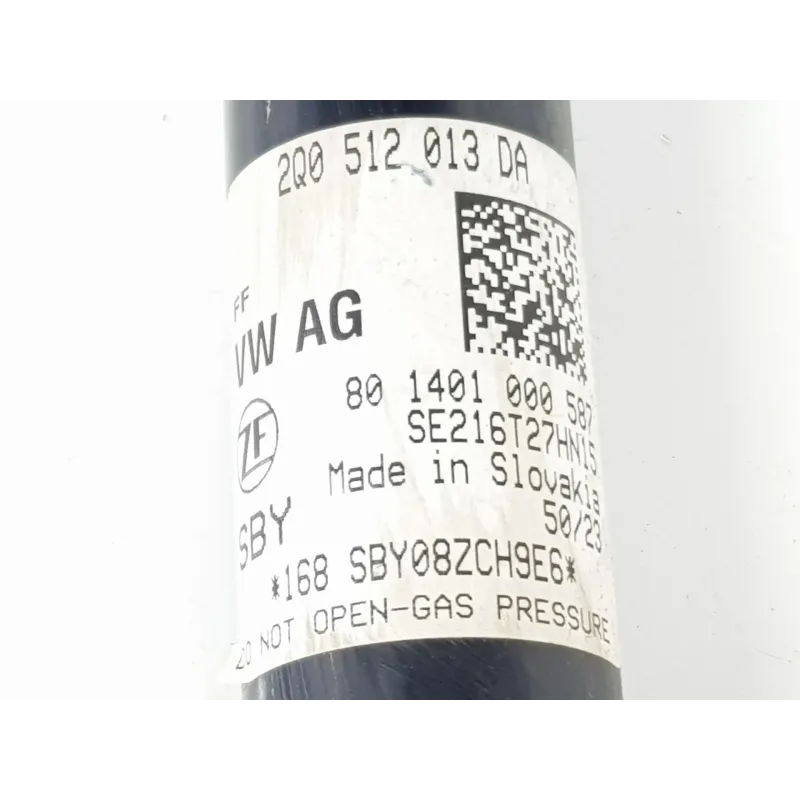 2Q0 512 013 DA
FF
VW AG
80 1401 000 587
SE216T27HN15
ZF
Made in Slovakia
50/23
SBY
*168 SBY08ZCH9E6*
DO NOT OPEN-GAS PRESSURE